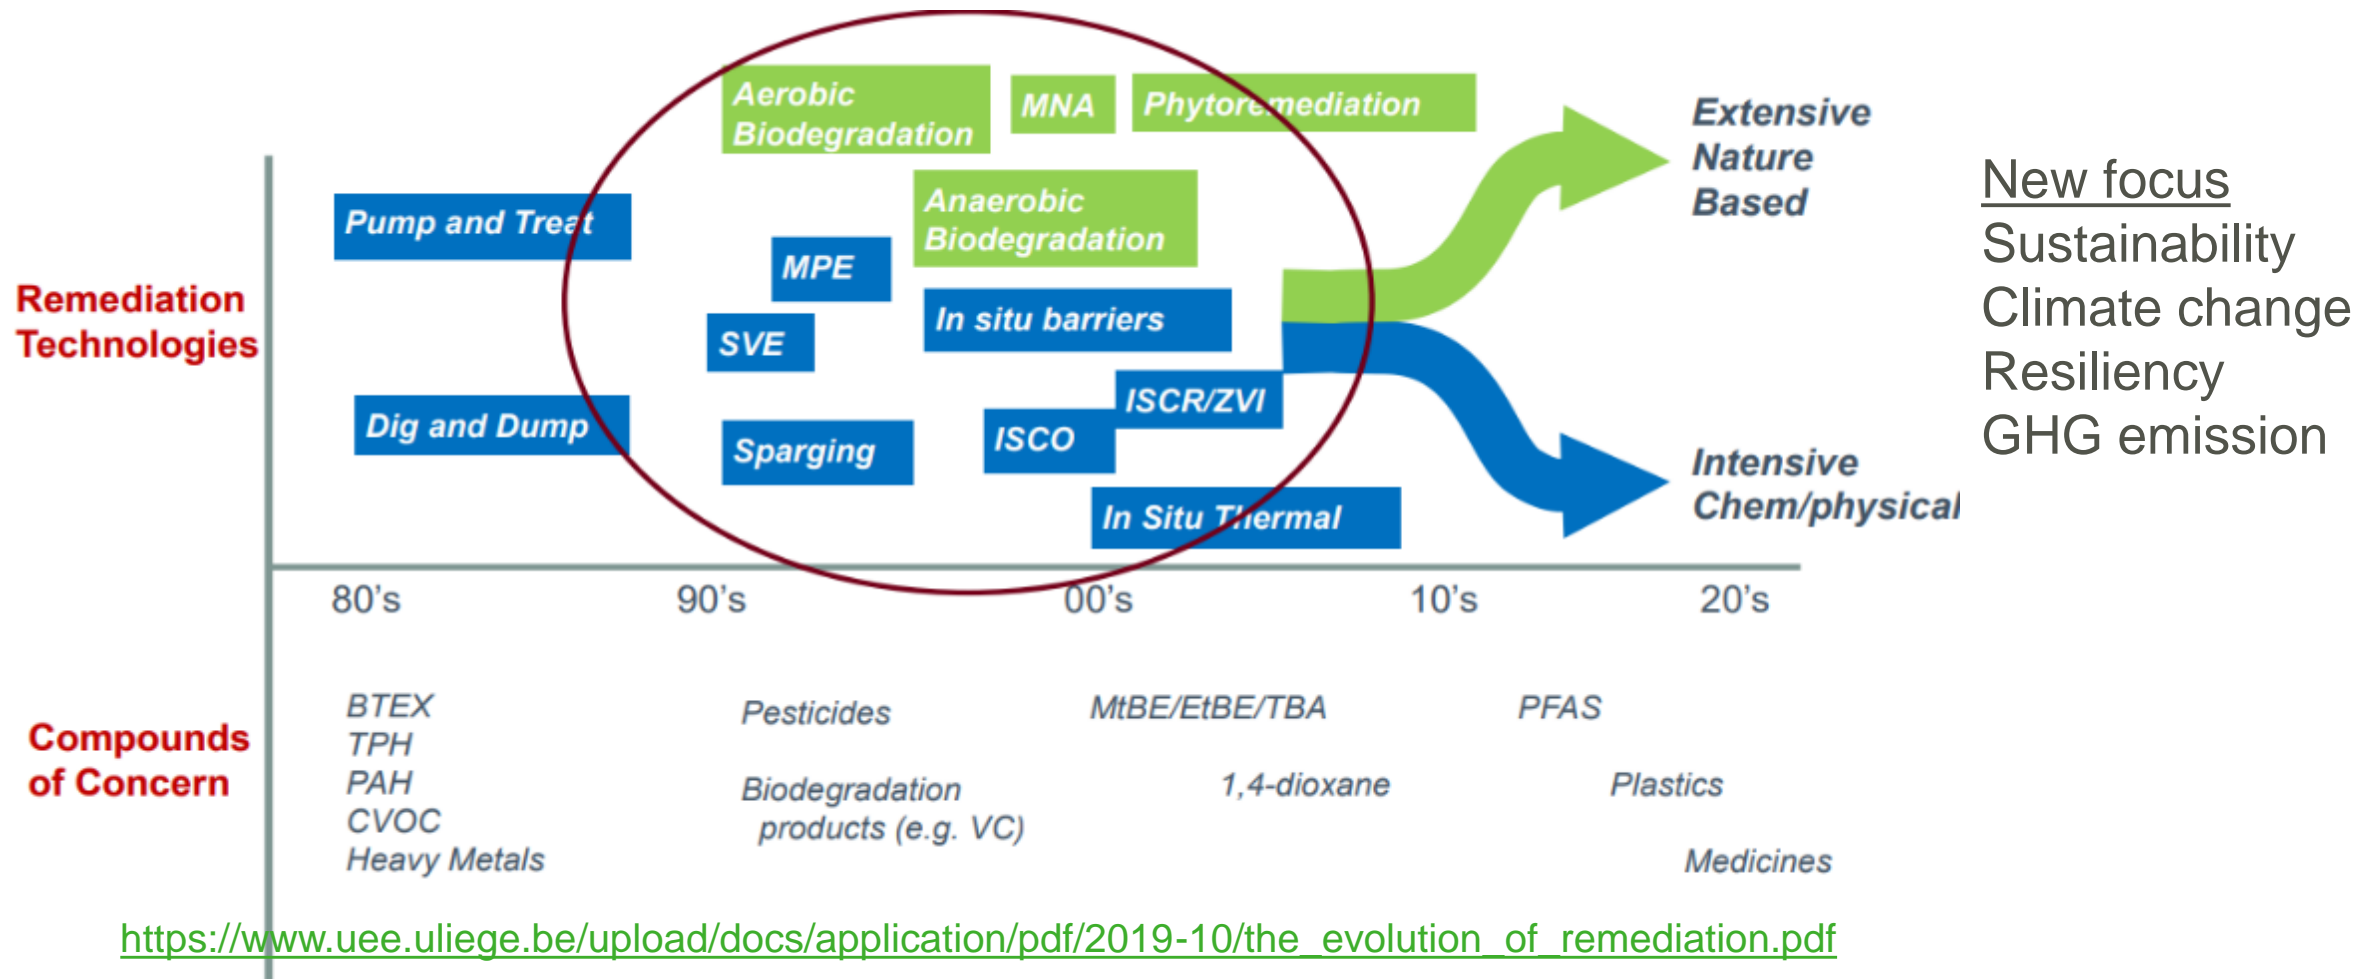 Aerobic
Biodegradation
MNA
Phytoremediation
Extensive
Nature
Based
Pump and Treat
Anaerobic
Biodegradation
MPE
Remediation
Technologies
In situ barriers
SVE
ISCR/ZVI
Dig and Dump
Sparging
ISCO
In Situ Thermal
Intensive
Chem/physical
New focus
Sustainability
Climate change
Resiliency
GHG emission
80's
90's
00's
10's
20's
Compounds
of Concern
BTEX
TPH
PAH
CVOC
Heavy Metals
Pesticides
Biodegradation
products (e.g. VC)
MtBE/EtBE/TBA
1,4-dioxane
PFAS
Plastics
Medicines
https://www.uee.uliege.be/upload/docs/application/pdf/2019-10/the_evolution_of_remediation.pdf